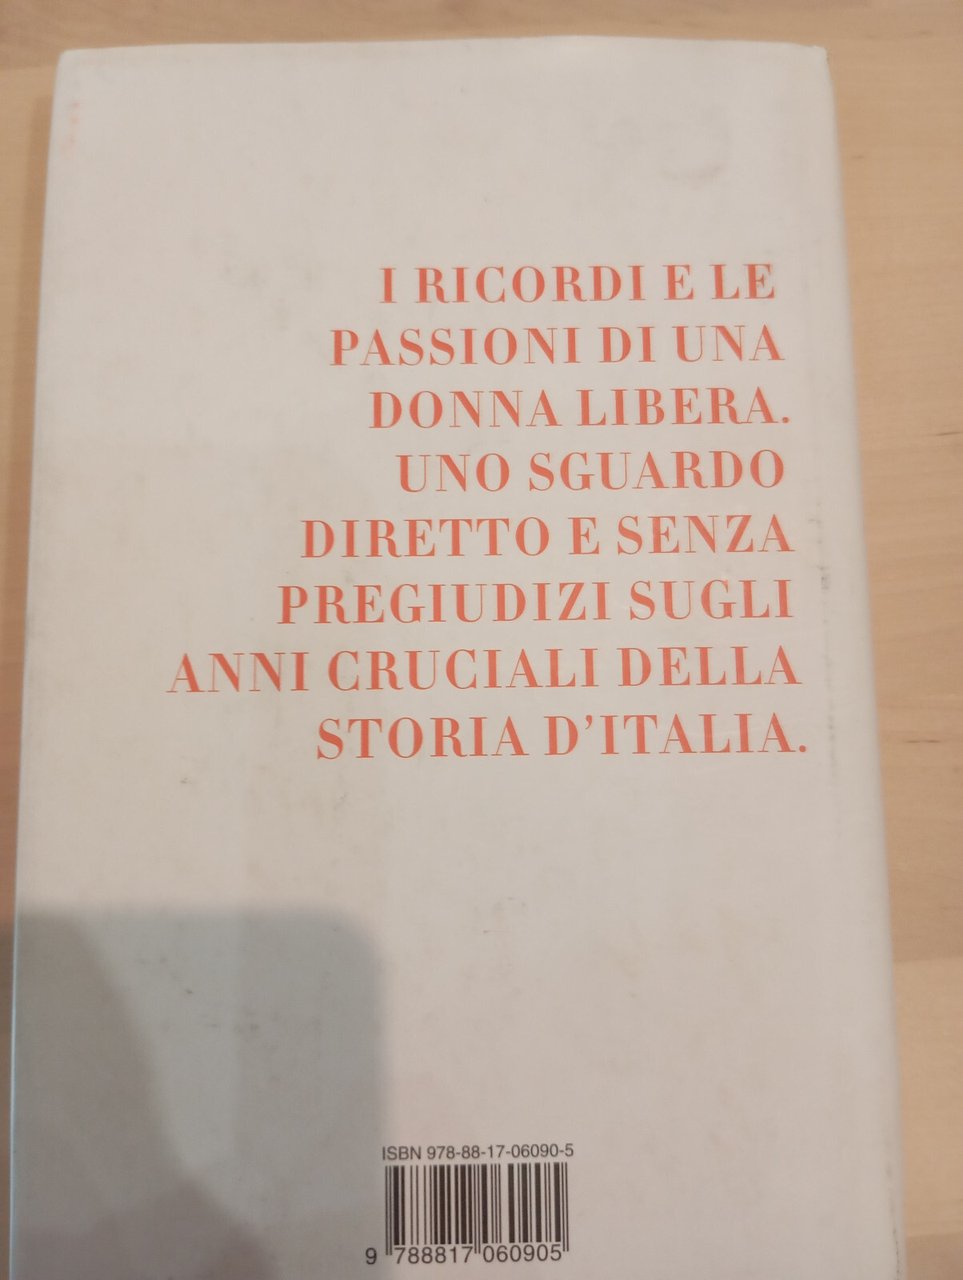 I RICORDI E LE
PASSIONI DI UNA
DONNA LIBERA.
UNO SGUARDO
DIRETTO E SENZA
PREGIUDIZI SUGLI
ANNI CRUCIALI DELLA
STORIA D'ITALIA.
ISBN 978-88-17-06090-5
9 788817 060905